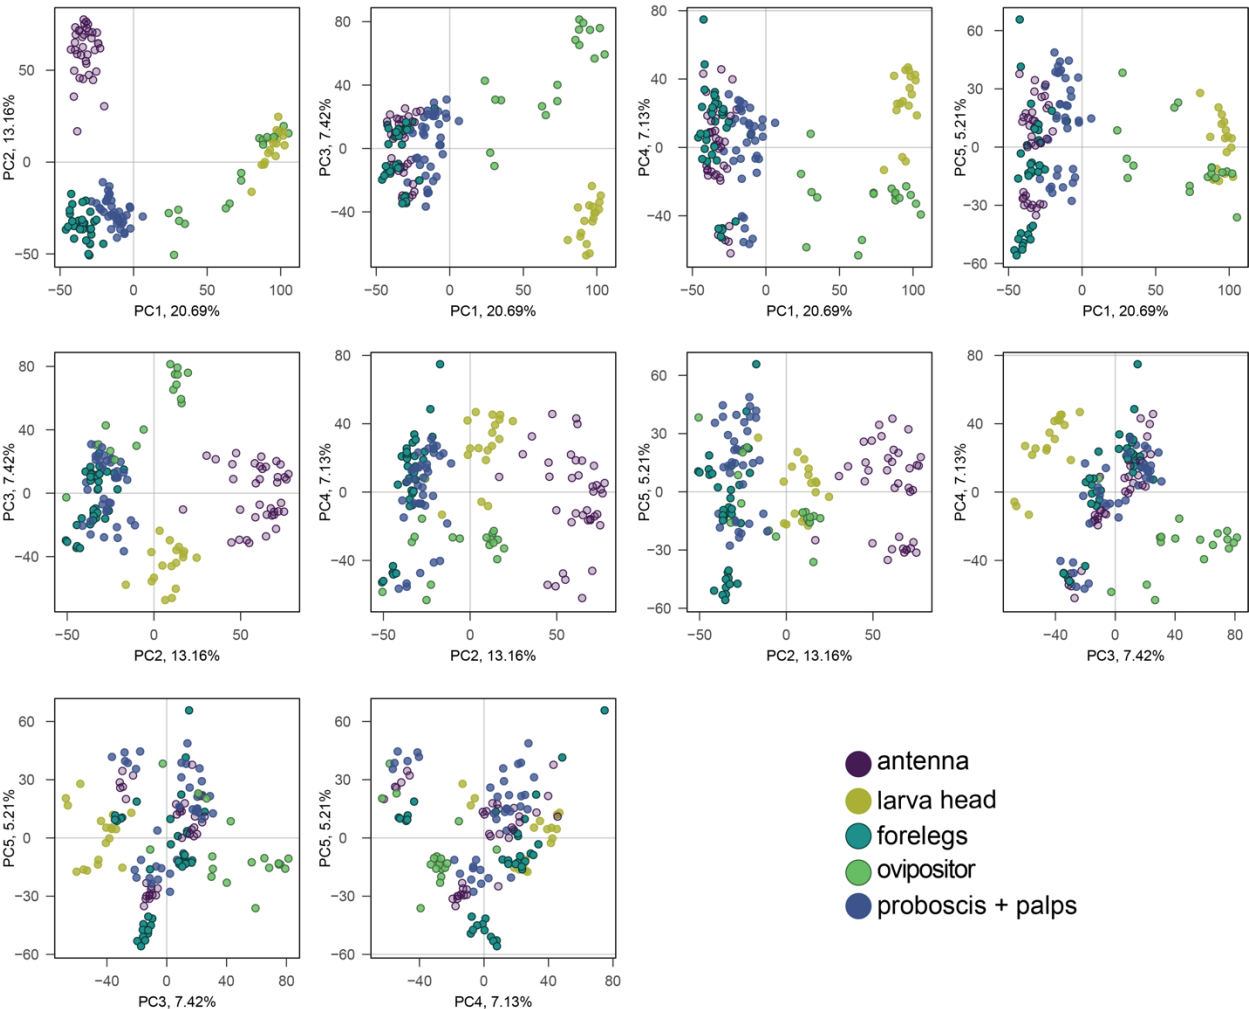 50
0
−50
PC2, 13.16%
−50 0 50 100
PC1, 20.69%
80
40
0
−40
PC3, 7.42%
−50 0 50 100
PC1, 20.69%
80
40
0
−40
PC4, 7.13%
−50 0 50 100
PC1, 20.69%
60
30
0
−30
−60
PC5, 5.21%
−50 0 50 100
PC1, 20.69%
80
40
0
−40
PC3, 7.42%
−50 0 50
PC2, 13.16%
80
40
0
−40
PC4, 7.13%
−50 0 50
PC2, 13.16%
60
30
0
−30
−60
PC5, 5.21%
−50 0 50
PC2, 13.16%
80
40
0
−40
PC4, 7.13%
−40 0 40 80
PC3, 7.42%
60
30
0
−30
−60
PC5, 5.21%
−40 0 40 80
PC3, 7.42%
60
30
0
−30
−60
PC5, 5.21%
−40 0 40 80
PC4, 7.13%
antenna
larva head
forelegs
ovipositor
proboscis + palps